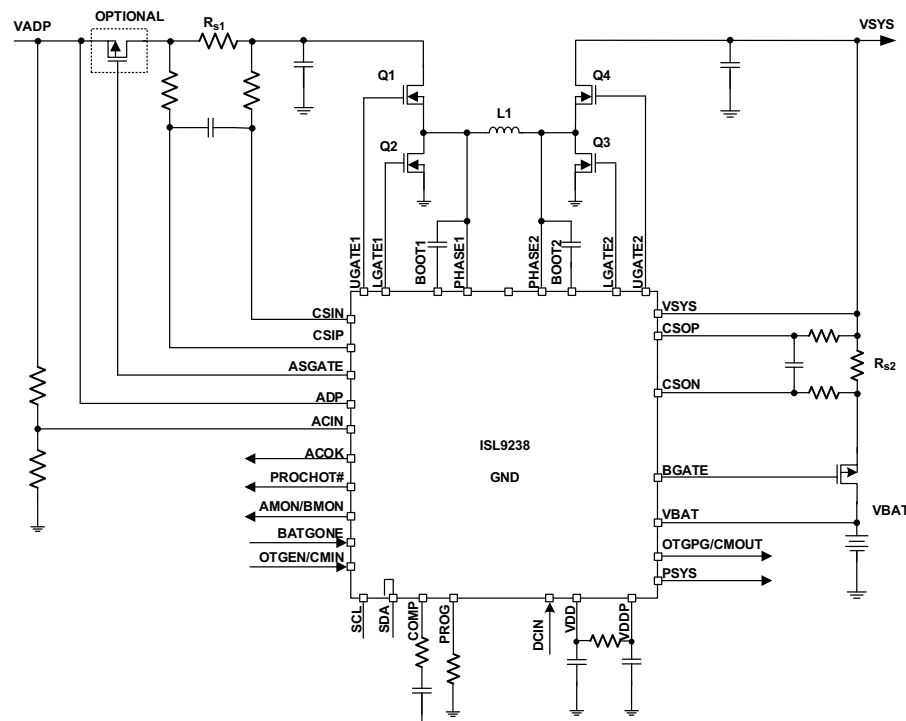 OPTIONAL
VADP
Rs1
VSYS
Q1
Q4
L1
Q2
Q3
UGATE1
LGATE1
BOOT1
PHASE1
PHASE2
BOOT2
LGATE2
UGATE2
CSIN
VSYS
CSIP
CSOP
ASGATE
Rs2
ADP
CSON
ACIN
ISL9238
ACOK
GND
BGATE
PROCHOT#
AMON/BMON
VBAT
VBAT
BATGONE
OTGPG/CMOUT
OTGEN/CMIN
PSYS
SCL
SDA
COMP
PROG
DCIN
VDD
VDDP